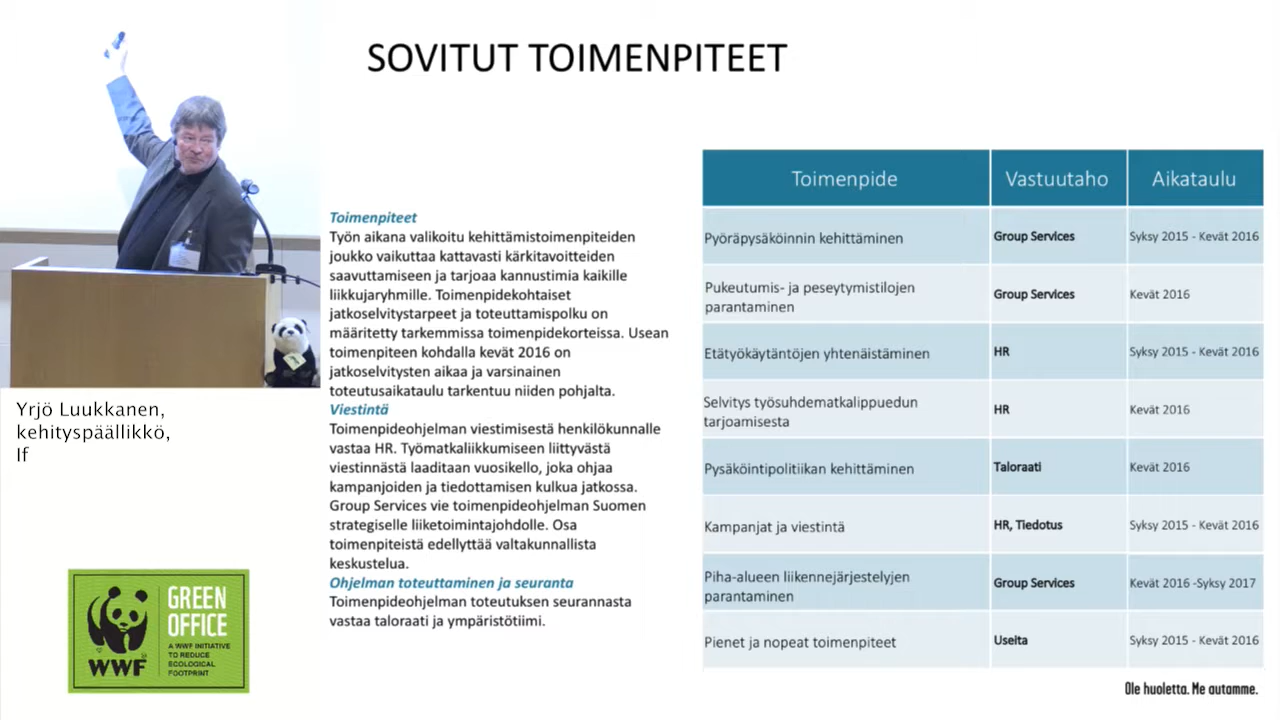 SOVITUT TOIMENPITEET
Toimenpiteet
Työn aikana valikoitu kehittämistoimenpiteiden
joukko vaikuttaa kattavasti kärkitavoitteiden
saavuttamiseen ja tarjoaa kannustimia kaikille
liikkujaryhmille. Toimenpidekohtaiset
jatkoselvitystarpeet ja toteuttamispolku on
määritetty tarkemmissa toimenpidekorteissa. Usean
toimenpiteen kohdalla kevät 2016 on
jatkoselvitysten aikaa ja varsinainen
toteutusaikataulu tarkentuu niiden pohjalta.
Viestintä
Toimenpideohjelman viestimisestä henkilökunnalle
vastaa HR. Työmatkaliikkumiseen liittyvästä
viestinnästä laaditaan vuosikello, joka ohjaa
kampanjoiden ja tiedottamisen kulkua jatkossa.
Group Services vie toimenpideohjelman Suomen
strategiselle liiketoimintajohdolle. Osa
toimenpiteistä edellyttää valtakunnallista
keskustelua.
Ohjelman toteuttaminen ja seuranta
Toimenpideohjelman toteutuksen seurannasta
vastaa taloraati ja ympäristötiimi.
Toimenpide Vastuutaho Aikataulu
Pyöräpysäköinnin kehittäminen Group Services Syksy 2015 - Kevät 2016
Pukeutumis- ja peseytymistilojen
parantaminen Group Services Kevät 2016
Etätyökäytäntöjen yhtenäistäminen HR Syksy 2015 - Kevät 2016
Selvitys työsuhdematkalippuedun
tarjoamisesta HR Kevät 2016
Pysäköintipolitiikan kehittäminen Taloraati Kevät 2016
Kampanjat ja viestintä HR, Tiedotus Syksy 2015 - Kevät 2016
Piha-alueen liikennejärjestelyjen
parantaminen Group Services Kevät 2016 -Syksy 2017
Pienet ja nopeat toimenpiteet Useita Syksy 2015 - Kevät 2016
Ole huoletta. Me autamme.
Yrjö Luukkanen,
kehityspäällikkö,
If
WWF
GREEN
OFFICE
A WWF INITIATIVE
TO REDUCE
ECOLOGICAL
FOOTPRINT